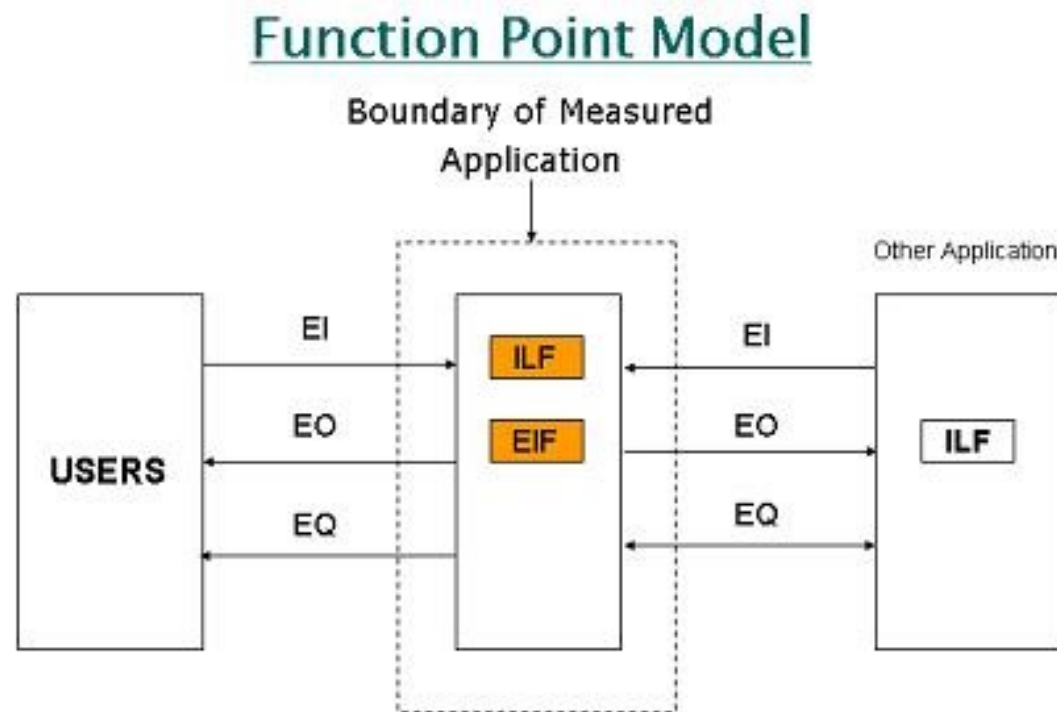 Function Point Model
Boundary of Measured
Application
Other Application
EI
ILF
EI
EO
EIF
EO
ILF
USERS
EQ
EQ